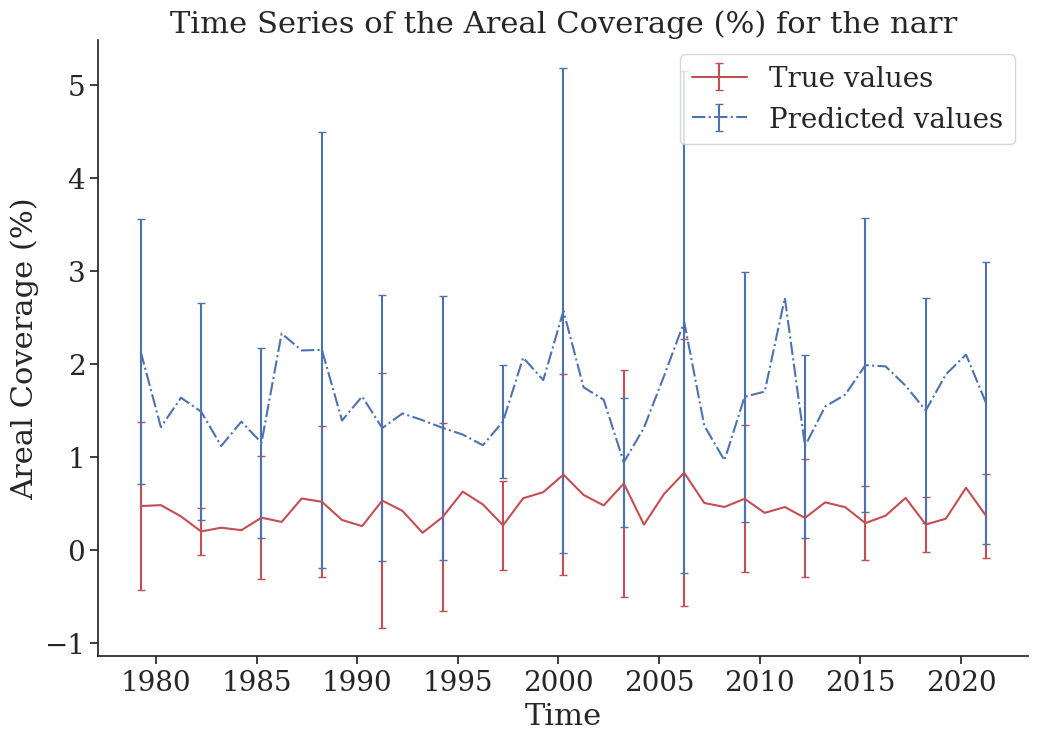 Time Series of the Areal Coverage (%) for the narr
True values
Predicted values
Areal Coverage (%)
5
4
3
2
1
0
−1
1980 1985 1990 1995 2000 2005 2010 2015 2020
Time